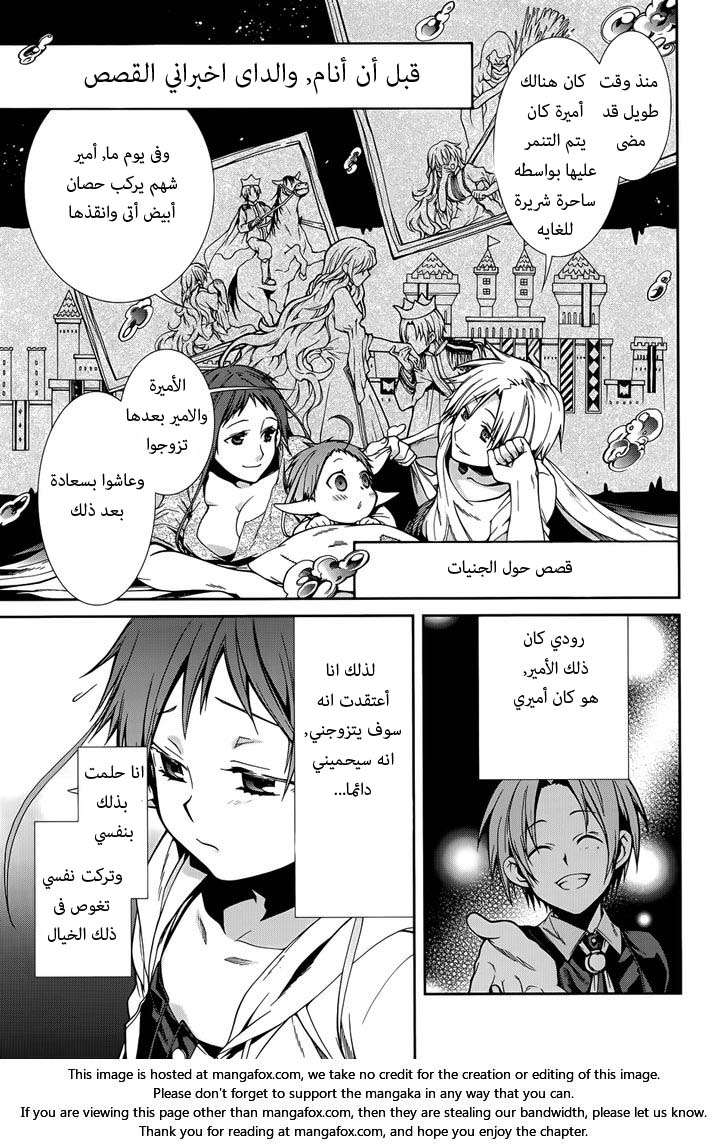 قبل أن أنام, والداى اخبراني القصص
منذ وقت
طويل قد
مضى
كان هنالك
أميرة كان
يتم التنمر
عليها بواسطه
ساحرة شريرة
للغايه
وفى يوم ما, أمير
شهم يركب حصان
أبيض أتى وانقذها
الأميرة
والامير بعدها
تزوجوا
وعاشوا بسعادة
بعد ذلك
قصص حول الجنيات
رودي كان
ذلك الأمير,
هو كان أميري
لذلك انا
أعتقدت انه
سوف يتزوجني,
انه سيحميني
دائما...
انا حلمت
بذلك
بنفسي
وتركت نفسي
تغوص فى
ذلك الخيال
This image is hosted at mangafox.com, we take no credit for the creation or editing of this image.
Please don't forget to support the mangaka in any way that you can.
If you are viewing this page other than mangafox.com, then they are stealing our bandwidth, please let us know.
Thank you for reading at mangafox.com, and hope you enjoy the chapter.